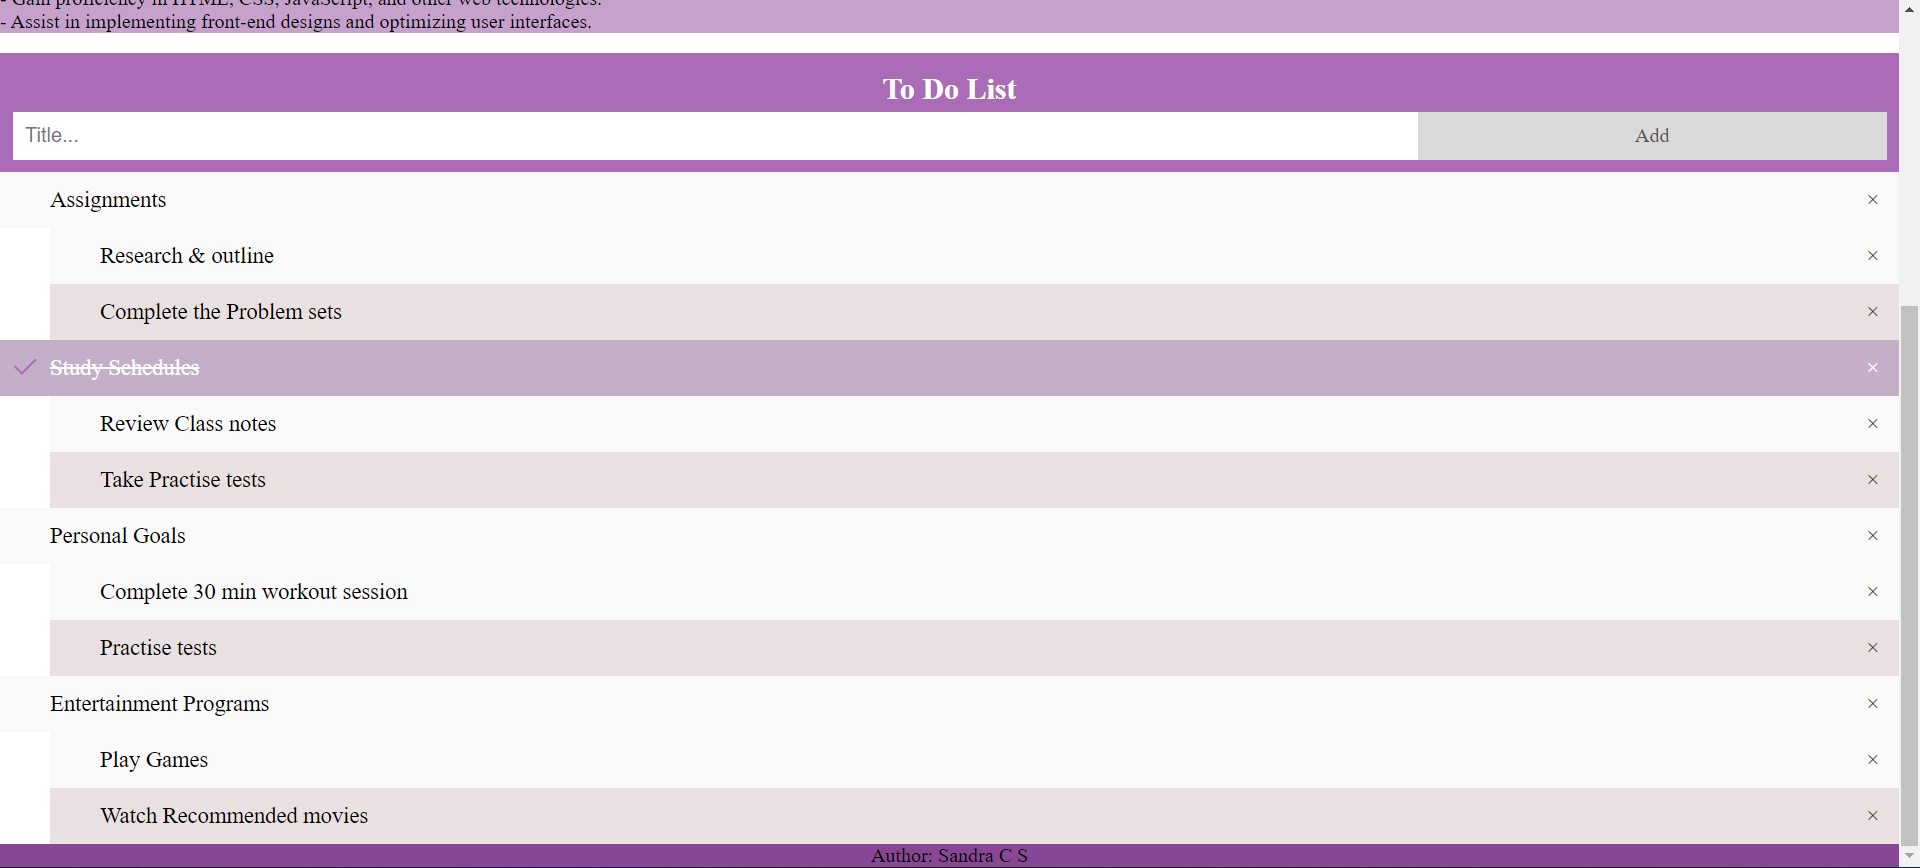 - Gain proficiency in HTML, CSS, JavaScript, and other web technologies.
- Assist in implementing front-end designs and optimizing user interfaces.
To Do List
Title...
Add
Assignments ×
Research & outline ×
Complete the Problem sets ×
Study Schedules ×
Review Class notes ×
Take Practise tests ×
Personal Goals ×
Complete 30 min workout session ×
Practise tests ×
Entertainment Programs ×
Play Games ×
Watch Recommended movies ×
Author: Sandra C S